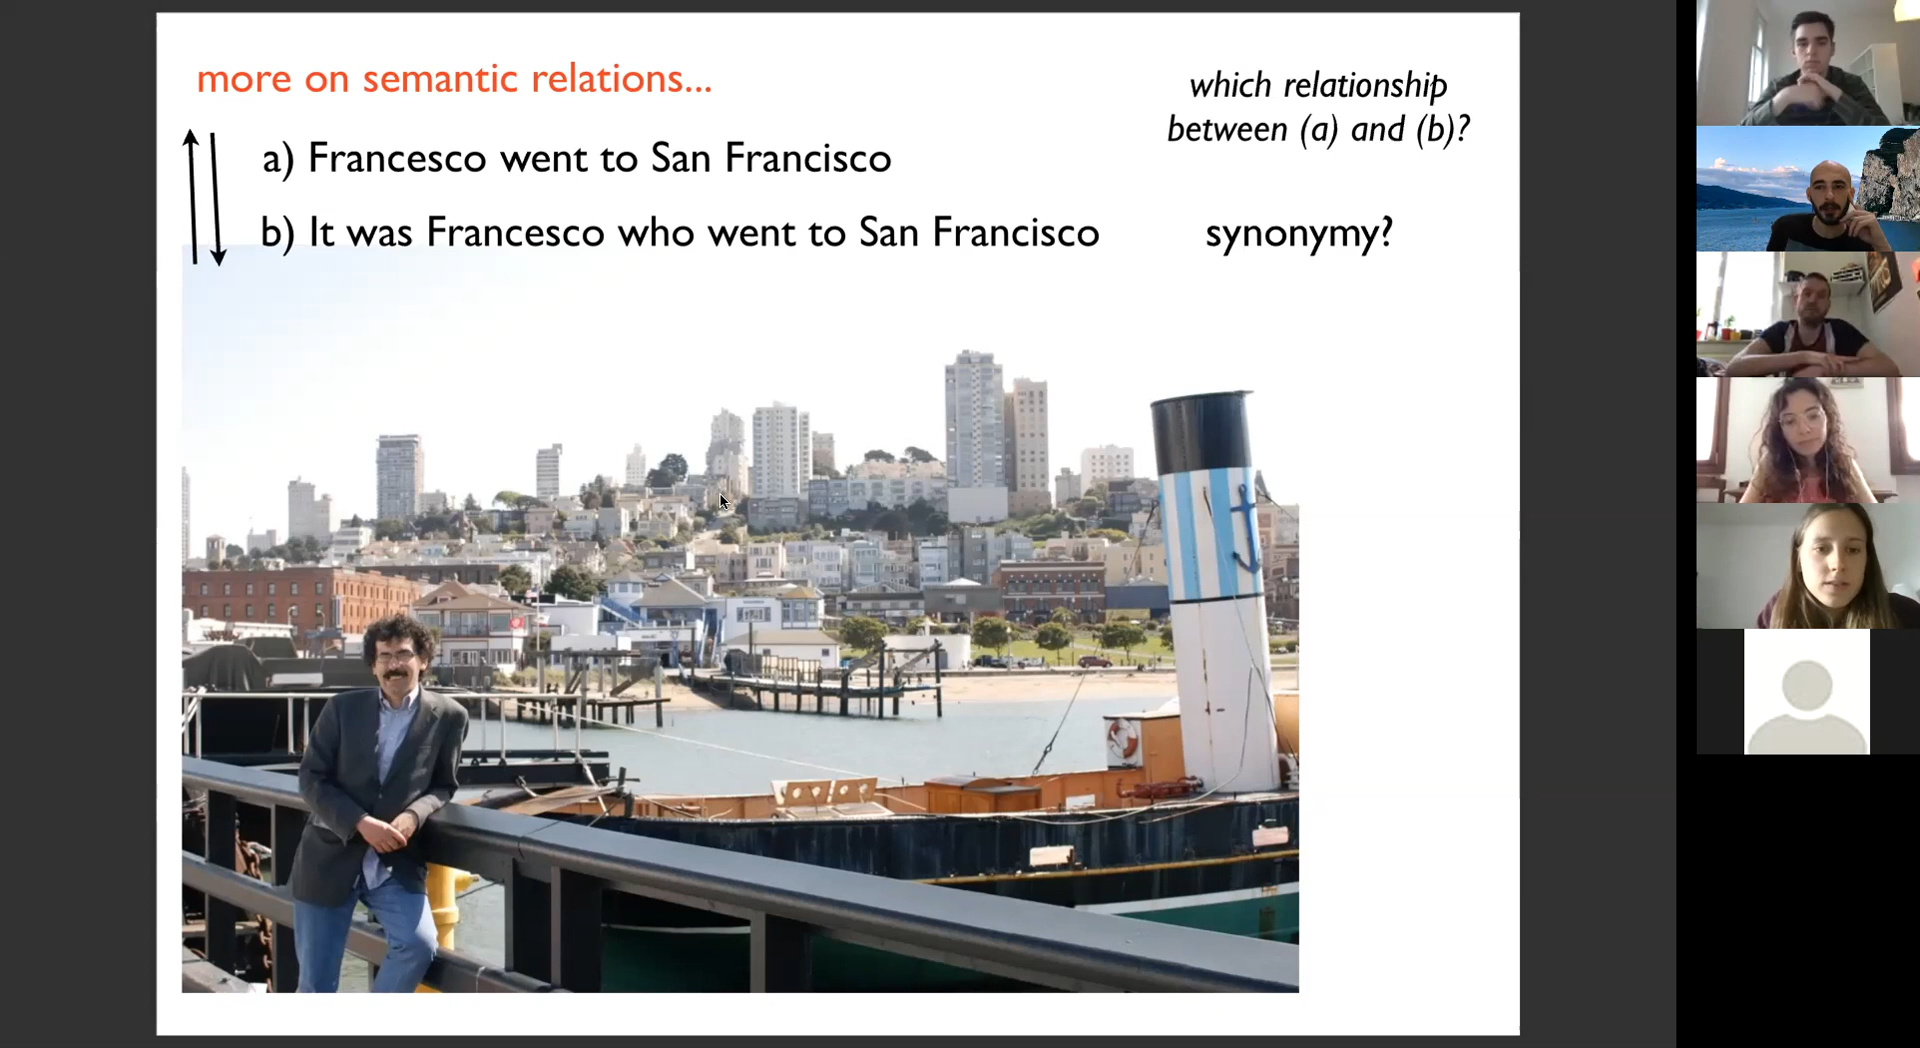 more on semantic relations...
which relationship
between (a) and (b)?
a) Francesco went to San Francisco
b) It was Francesco who went to San Francisco
synonymy?